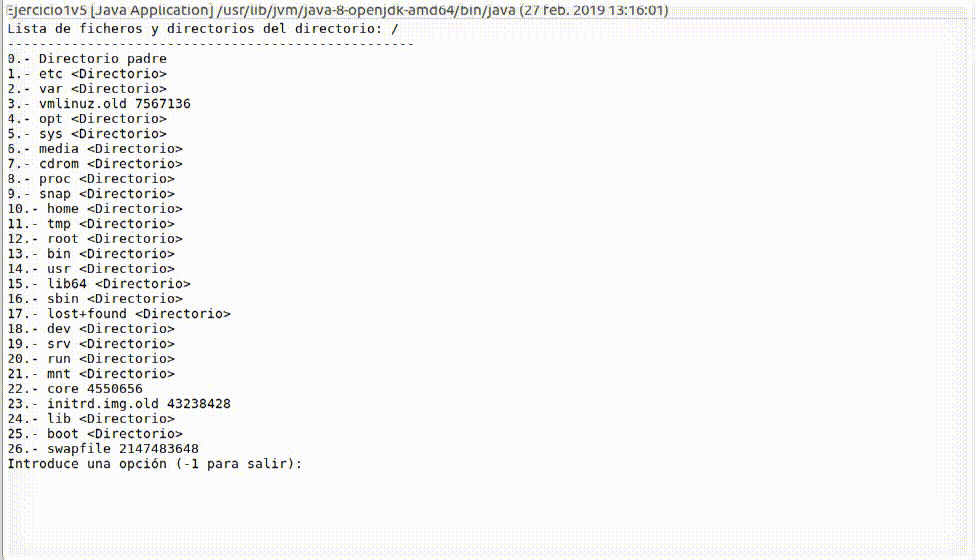 Ejercicio1v5 [Java Application] /usr/lib/jvm/java-8-openjdk-amd64/bin/java (27 feb. 2019 13:16:01)
Lista de ficheros y directorios del directorio: /
---------------------------------------------------
0.- Directorio padre
1.- etc <Directorio>
2.- var <Directorio>
3.- vmlinuz.old 7567136
4.- opt <Directorio>
5.- sys <Directorio>
6.- media <Directorio>
7.- cdrom <Directorio>
8.- proc <Directorio>
9.- snap <Directorio>
10.- home <Directorio>
11.- tmp <Directorio>
12.- root <Directorio>
13.- bin <Directorio>
14.- usr <Directorio>
15.- lib64 <Directorio>
16.- sbin <Directorio>
17.- lost+found <Directorio>
18.- dev <Directorio>
19.- srv <Directorio>
20.- run <Directorio>
21.- mnt <Directorio>
22.- core 4550656
23.- initrd.img.old 43238428
24.- lib <Directorio>
25.- boot <Directorio>
26.- swapfile 2147483648
Introduce una opción (-1 para salir):